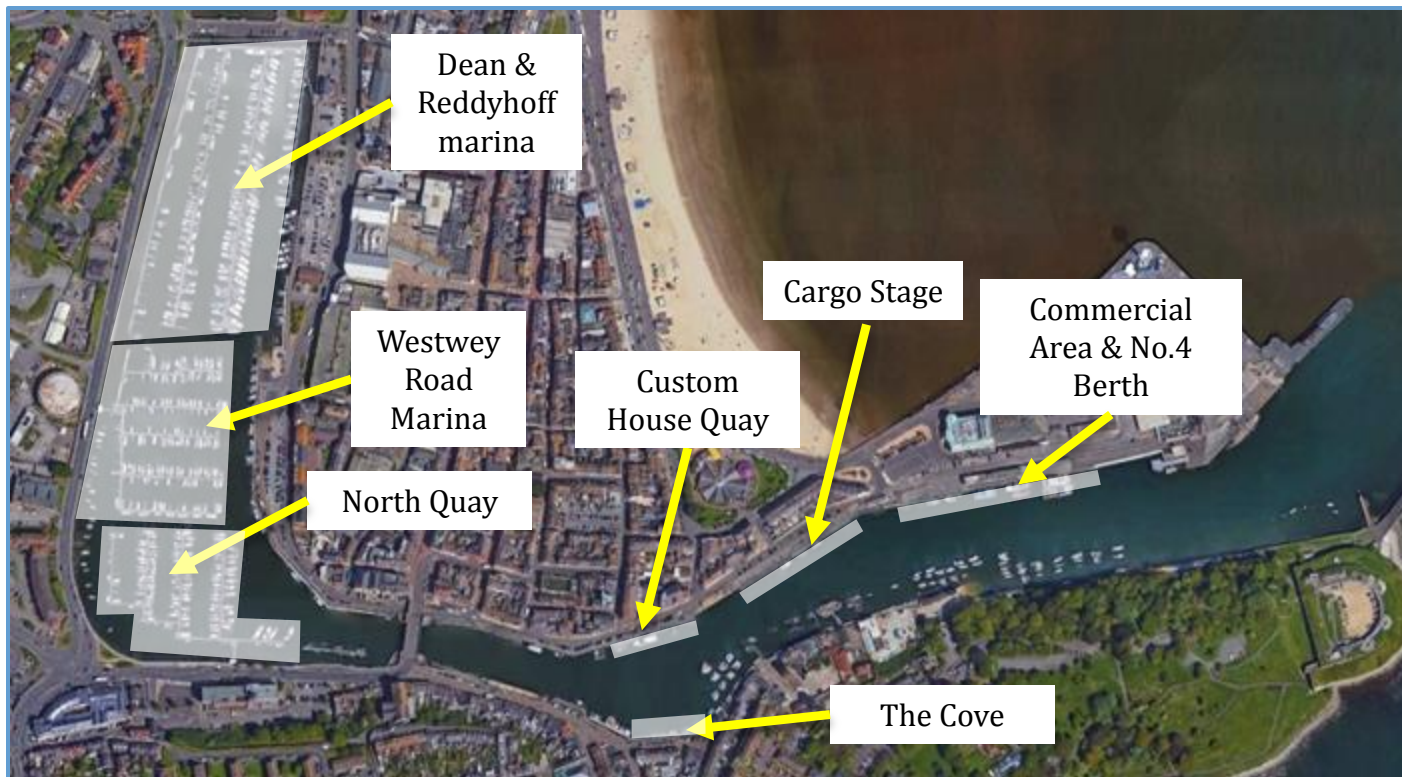 Dean &
Reddyhoff
marina
Cargo Stage
Commercial
Area & No.4
Berth
Westwey
Road
Marina
Custom
House Quay
North Quay
The Cove